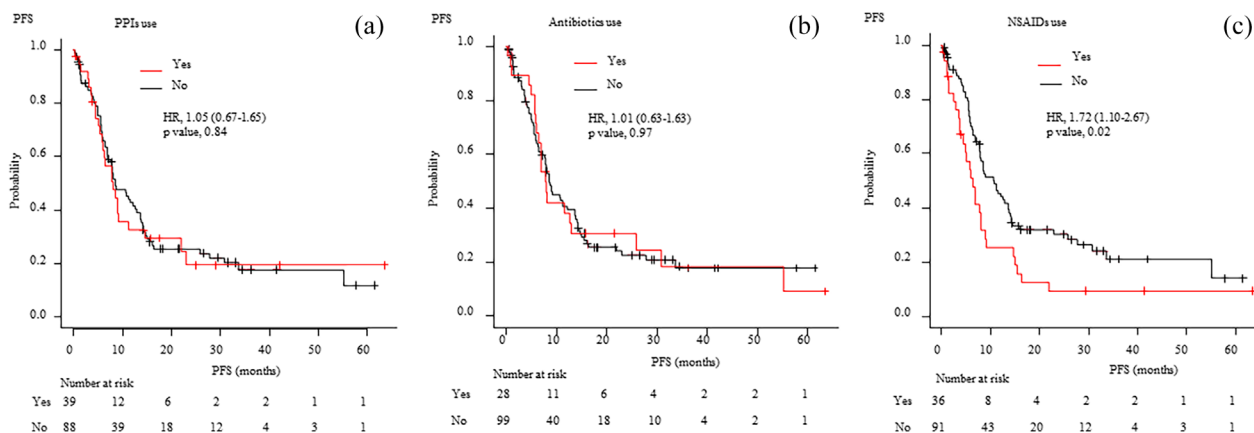 PFS
PPIs use
(a)
1.0
0.8
0.6
0.4
0.2
0.0
Probability
Yes
No
HR, 1.05 (0.67-1.65)
p value, 0.84
0 10 20 30 40 50 60
PFS (months)
Number at risk
Yes 39 12 6 2 2 1 1
No 88 39 18 12 4 3 1
PFS
Antibiotics use
(b)
1.0
0.8
0.6
0.4
0.2
0.0
Probability
Yes
No
HR, 1.01 (0.63-1.63)
p value, 0.97
0 10 20 30 40 50 60
PFS (months)
Number at risk
Yes 28 11 6 4 2 2 1
No 99 40 18 10 4 2 1
PFS
NSAIDs use
(c)
1.0
0.8
0.6
0.4
0.2
0.0
Probability
Yes
No
HR, 1.72 (1.10-2.67)
p value, 0.02
0 10 20 30 40 50 60
PFS (months)
Number at risk
Yes 36 8 4 2 2 1 1
No 91 43 20 12 4 3 1